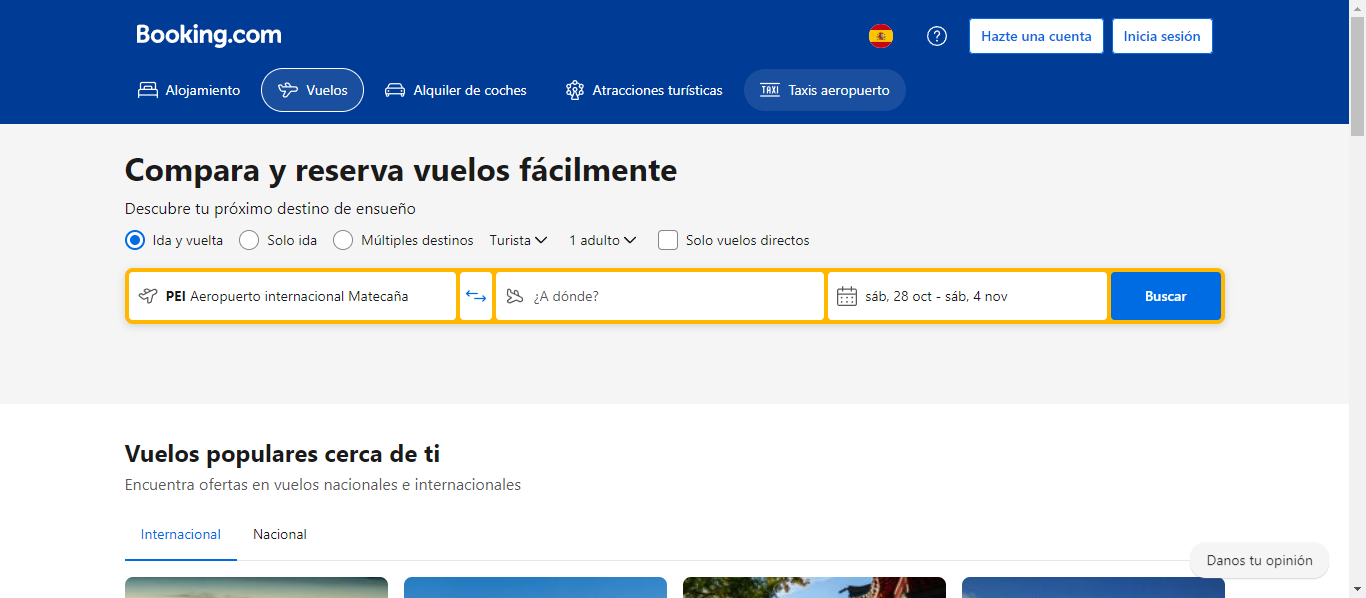 Booking.com
Hazte una cuenta
Inicia sesión
Alojamiento
Vuelos
Alquiler de coches
Atracciones turísticas
TAXI Taxis aeropuerto
Compara y reserva vuelos fácilmente
Descubre tu próximo destino de ensueño
Ida y vuelta Solo ida Múltiples destinos Turista 1 adulto Solo vuelos directos
PEI Aeropuerto internacional Matecaña ¿A dónde? sáb, 28 oct - sáb, 4 nov Buscar
Vuelos populares cerca de ti
Encuentra ofertas en vuelos nacionales e internacionales
Internacional Nacional
Danos tu opinión